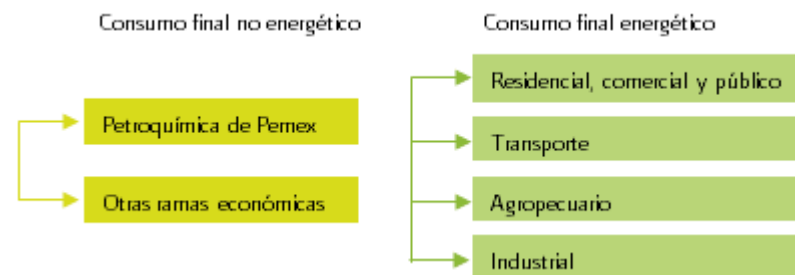 Consumo final no energético
Petroquímica de Pemex
Otras ramas económicas
Consumo final energético
Residencial, comercial y público
Transporte
Agropecuario
Industrial